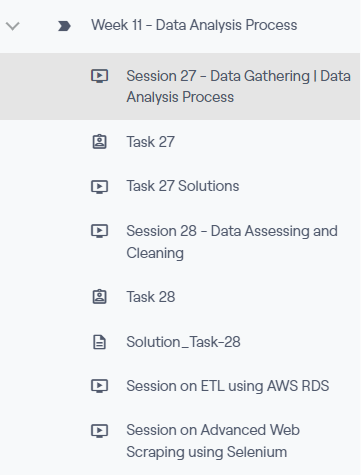 Week 11 - Data Analysis Process
Session 27 - Data Gathering | Data
Analysis Process
Task 27
Task 27 Solutions
Session 28 - Data Assessing and
Cleaning
Task 28
Solution_Task-28
Session on ETL using AWS RDS
Session on Advanced Web
Scraping using Selenium